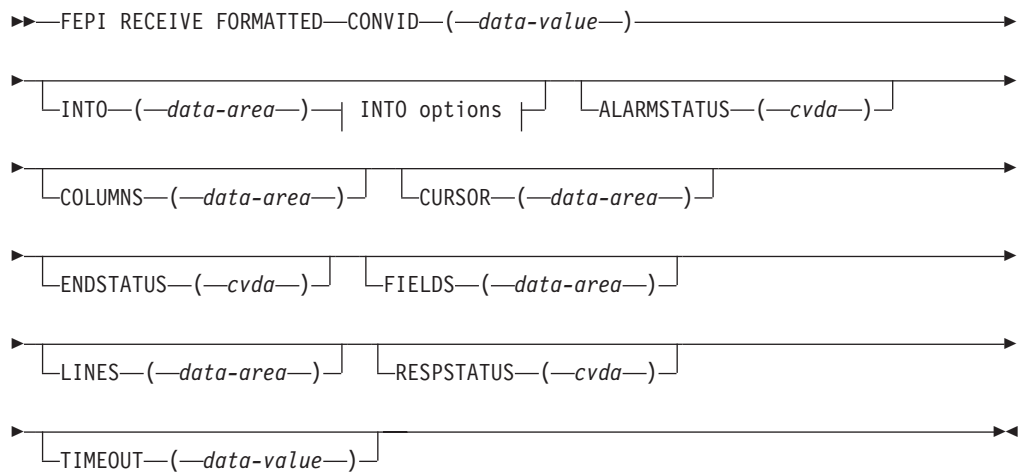 FEPI RECEIVE FORMATTED CONVID ( data-value )
INTO ( data-area ) INTO options ALARMSTATUS ( cvda )
COLUMNS ( data-area ) CURSOR ( data-area )
ENDSTATUS ( cvda ) FIELDS ( data-area )
LINES ( data-area ) RESPSTATUS ( cvda )
TIMEOUT ( data-value )